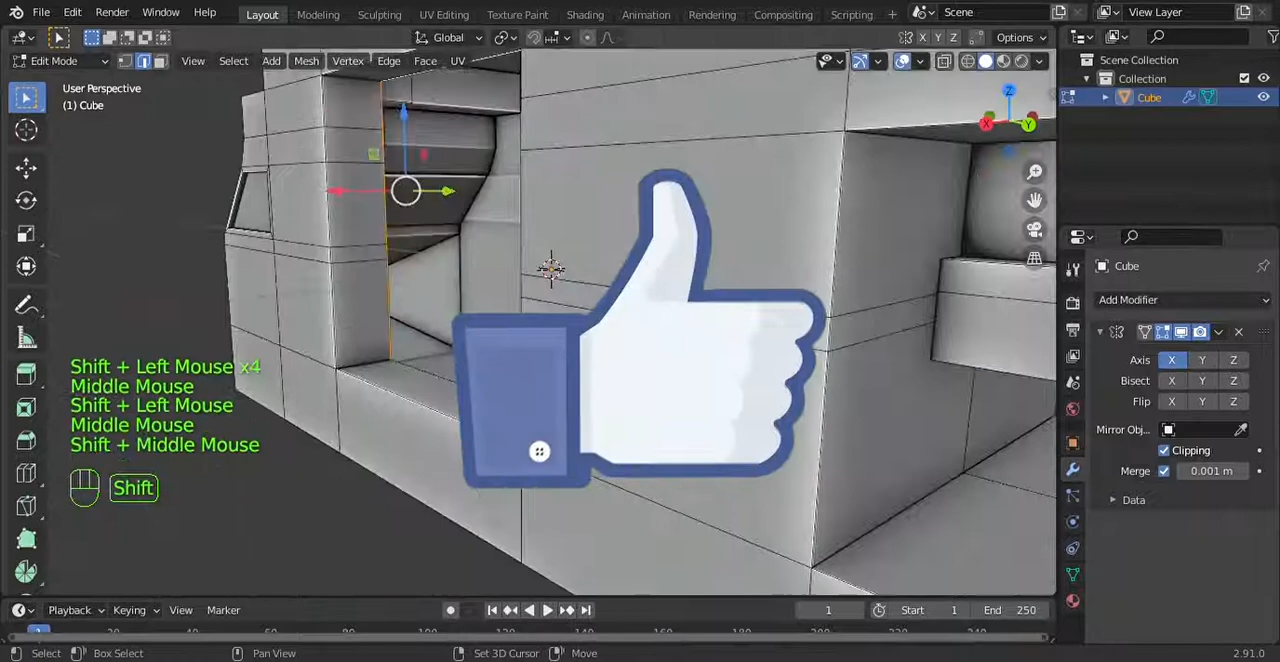 File Edit Render Window Help Layout Modeling Sculpting UV Editing Texture Paint Shading Animation Rendering Compositing Scripting + Scene View Layer
Global X Y Z Options
Edit Mode View Select Add Mesh Vertex Edge Face UV
User Perspective
(1) Cube
Z
X Y
Shift + Left Mouse x4
Middle Mouse
Shift + Left Mouse
Middle Mouse
Shift + Middle Mouse
Shift
Scene Collection
Collection
Cube
Cube
Add Modifier
Axis X Y Z
Bisect X Y Z
Flip X Y Z
Mirror Obj...
Clipping
Merge 0.001 m
Data
Playback Keying View Marker 1 Start 1 End 250
Select Box Select Pan View Set 3D Cursor Move 2.91.0